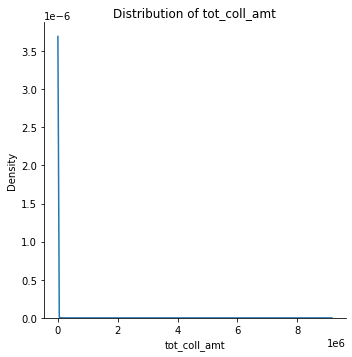 Distribution of tot_coll_amt
1e−6
3.5
3.0
2.5
2.0
1.5
1.0
0.5
0.0
Density
0 2 4 6 8
1e6
tot_coll_amt